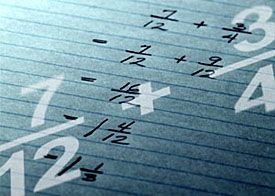 7/12 + 3/4
= 7/12 + 9/12
= 16/12
= 1 4/12
= 1 1/3
7/12 + 3/4